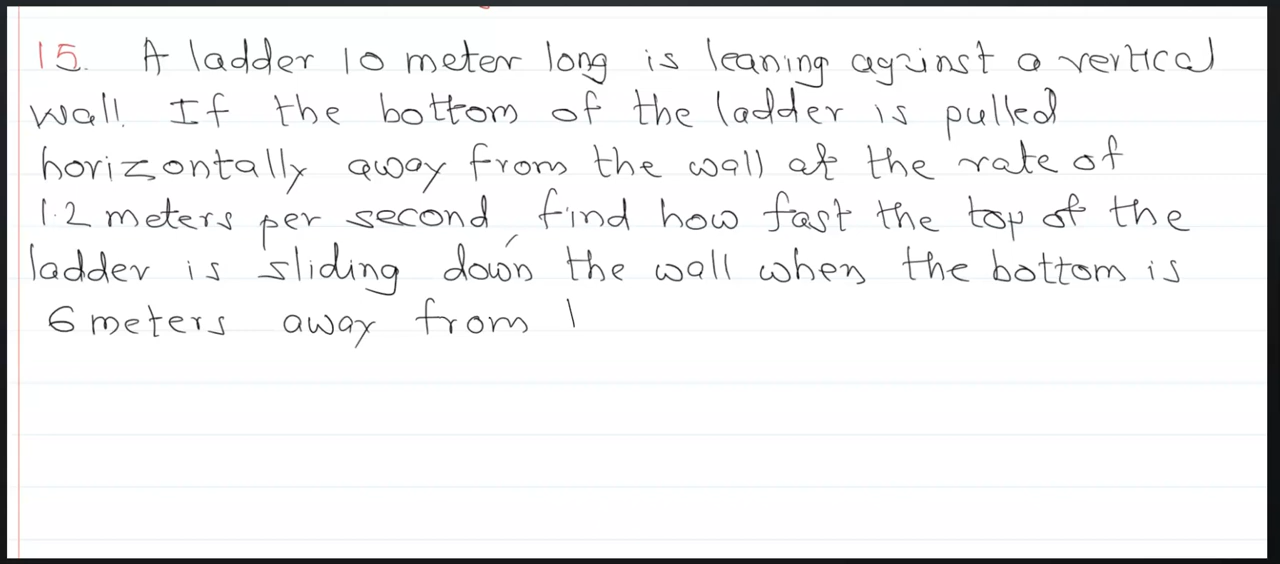 15. A ladder 10 meter long is leaning against a vertical
wall. If the bottom of the ladder is pulled
horizontally away from the wall at the rate of
1.2 meters per second, find how fast the top of the
ladder is sliding down the wall when the bottom is
6 meters away from